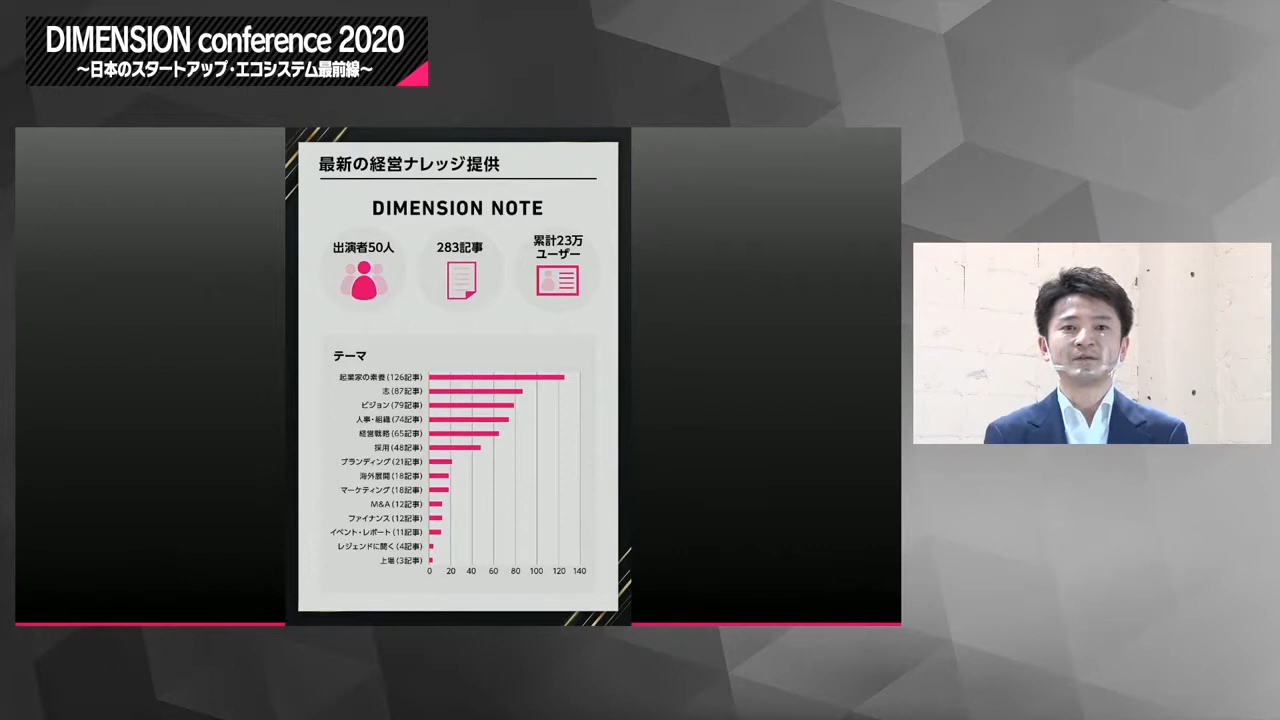 DIMENSION conference 2020
～日本のスタートアップ・エコシステム最前線～
最新の経営ナレッジ提供
DIMENSION NOTE
出演者50人
283記事
累計23万
ユーザー
テーマ
起業家の素養(126記事)
志(87記事)
ビジョン(79記事)
人事・組織(74記事)
経営戦略(65記事)
採用(48記事)
ブランディング(21記事)
海外展開(18記事)
マーケティング(18記事)
M&A(12記事)
ファイナンス(12記事)
イベント・レポート(11記事)
レジェンドに聞く(4記事)
上場(3記事)
0 20 40 60 80 100 120 140